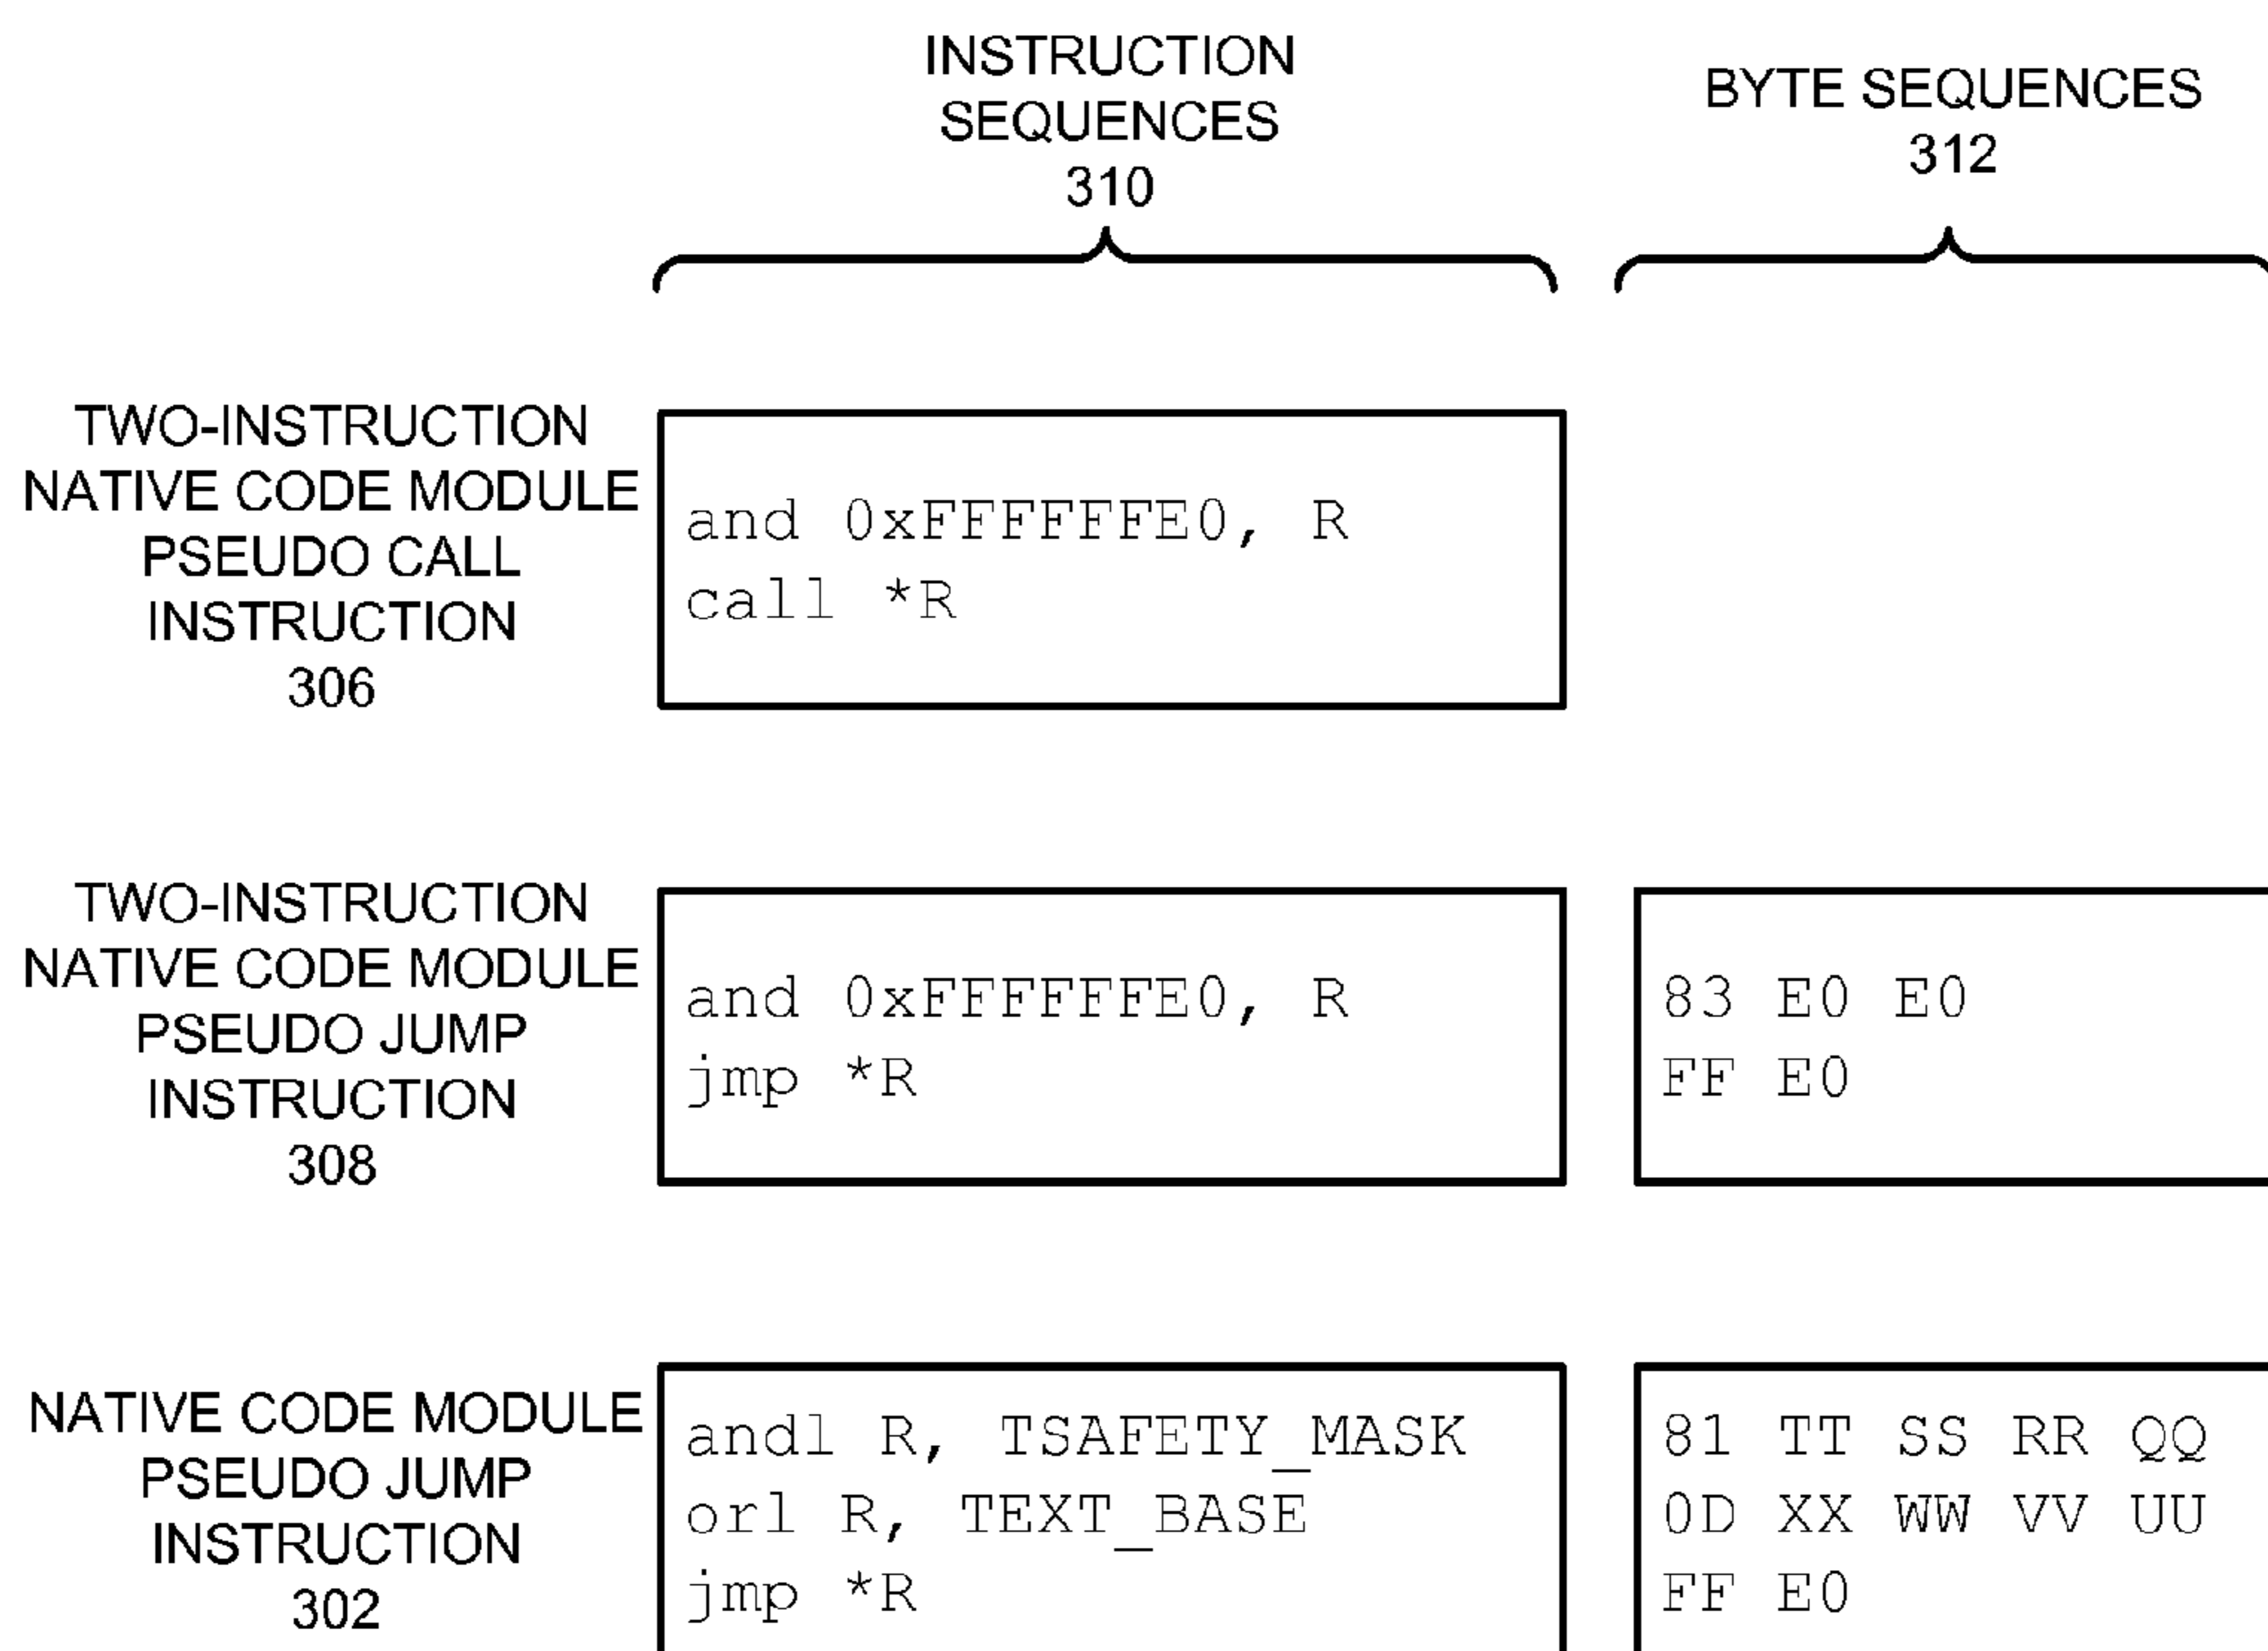 INSTRUCTION
SEQUENCES
310
BYTE SEQUENCES
312
TWO-INSTRUCTION
NATIVE CODE MODULE
PSEUDO CALL
INSTRUCTION
306
and 0xFFFFFFE0, R
call *R
TWO-INSTRUCTION
NATIVE CODE MODULE
PSEUDO JUMP
INSTRUCTION
308
and 0xFFFFFFE0, R
jmp *R
83 E0 E0
FF E0
NATIVE CODE MODULE
PSEUDO JUMP
INSTRUCTION
302
andl R, TSAFETY_MASK
orl R, TEXT_BASE
jmp *R
81 TT SS RR QQ
0D XX WW VV UU
FF E0